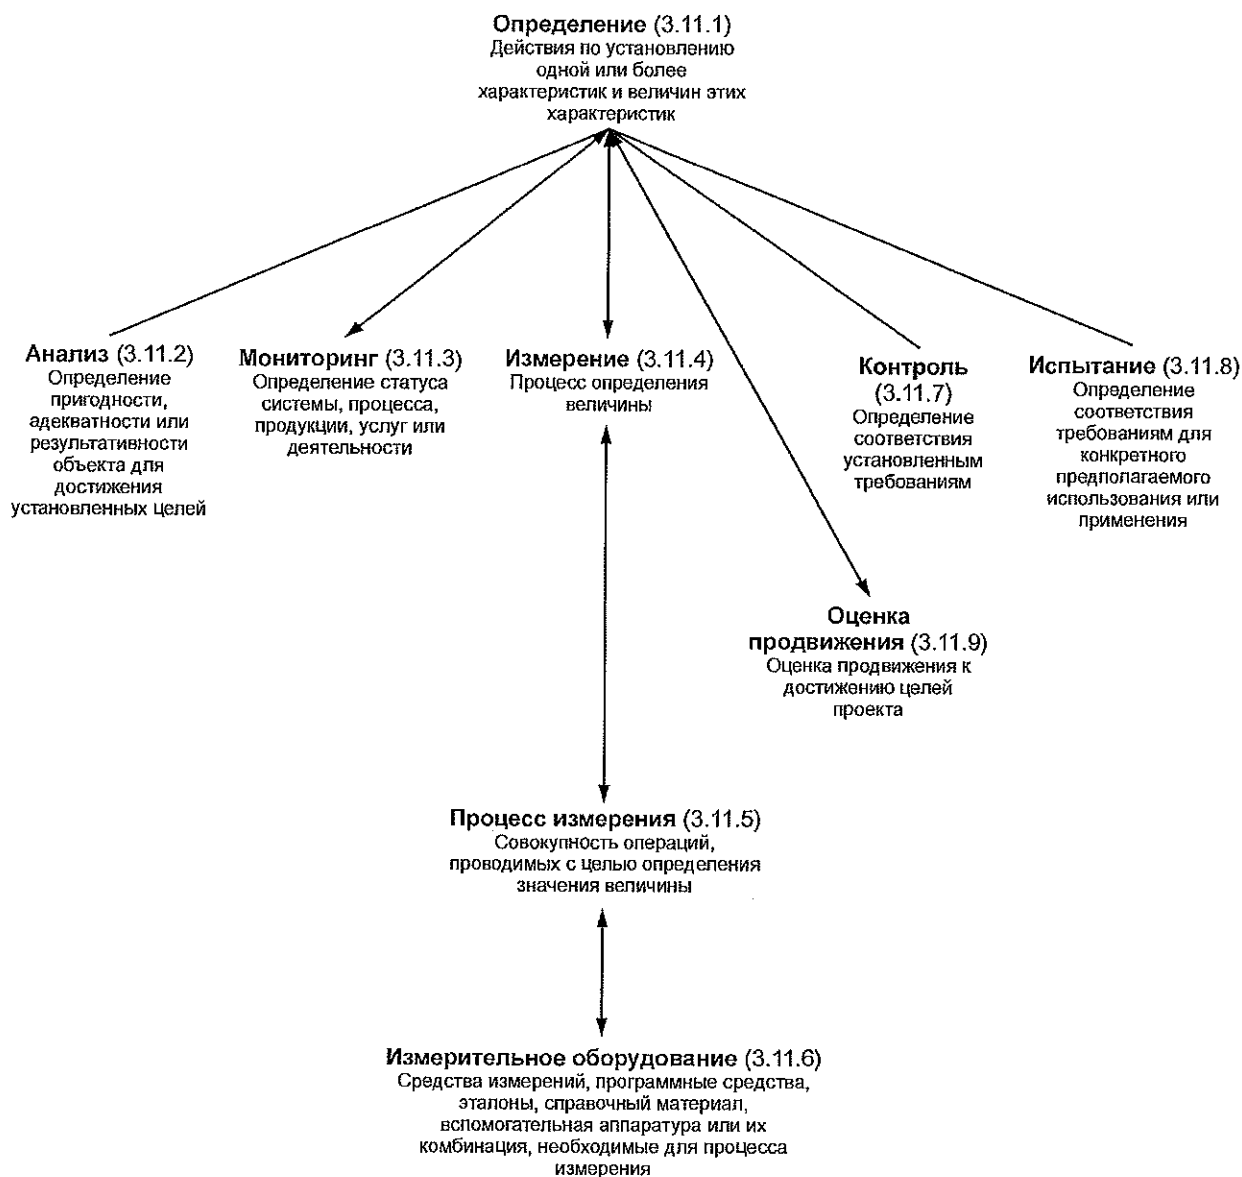 Определение (3.11.1)
Действия по установлению
одной или более
характеристик и величин этих
характеристик
Анализ (3.11.2)
Определение
пригодности,
адекватности или
результативности
объекта для
достижения
установленных целей
Мониторинг (3.11.3)
Определение статуса
системы, процесса,
продукции, услуг или
деятельности
Измерение (3.11.4)
Процесс определения
величины
Контроль
(3.11.7)
Определение
соответствия
установленным
требованиям
Испытание (3.11.8)
Определение
соответствия
требованиям для
конкретного
предполагаемого
использования или
применения
Оценка
продвижения (3.11.9)
Оценка продвижения к
достижению целей
проекта
Процесс измерения (3.11.5)
Совокупность операций,
проводимых с целью определения
значения величины
Измерительное оборудование (3.11.6)
Средства измерений, программные средства,
эталоны, справочный материал,
вспомогательная аппаратура или их
комбинация, необходимые для процесса
измерения